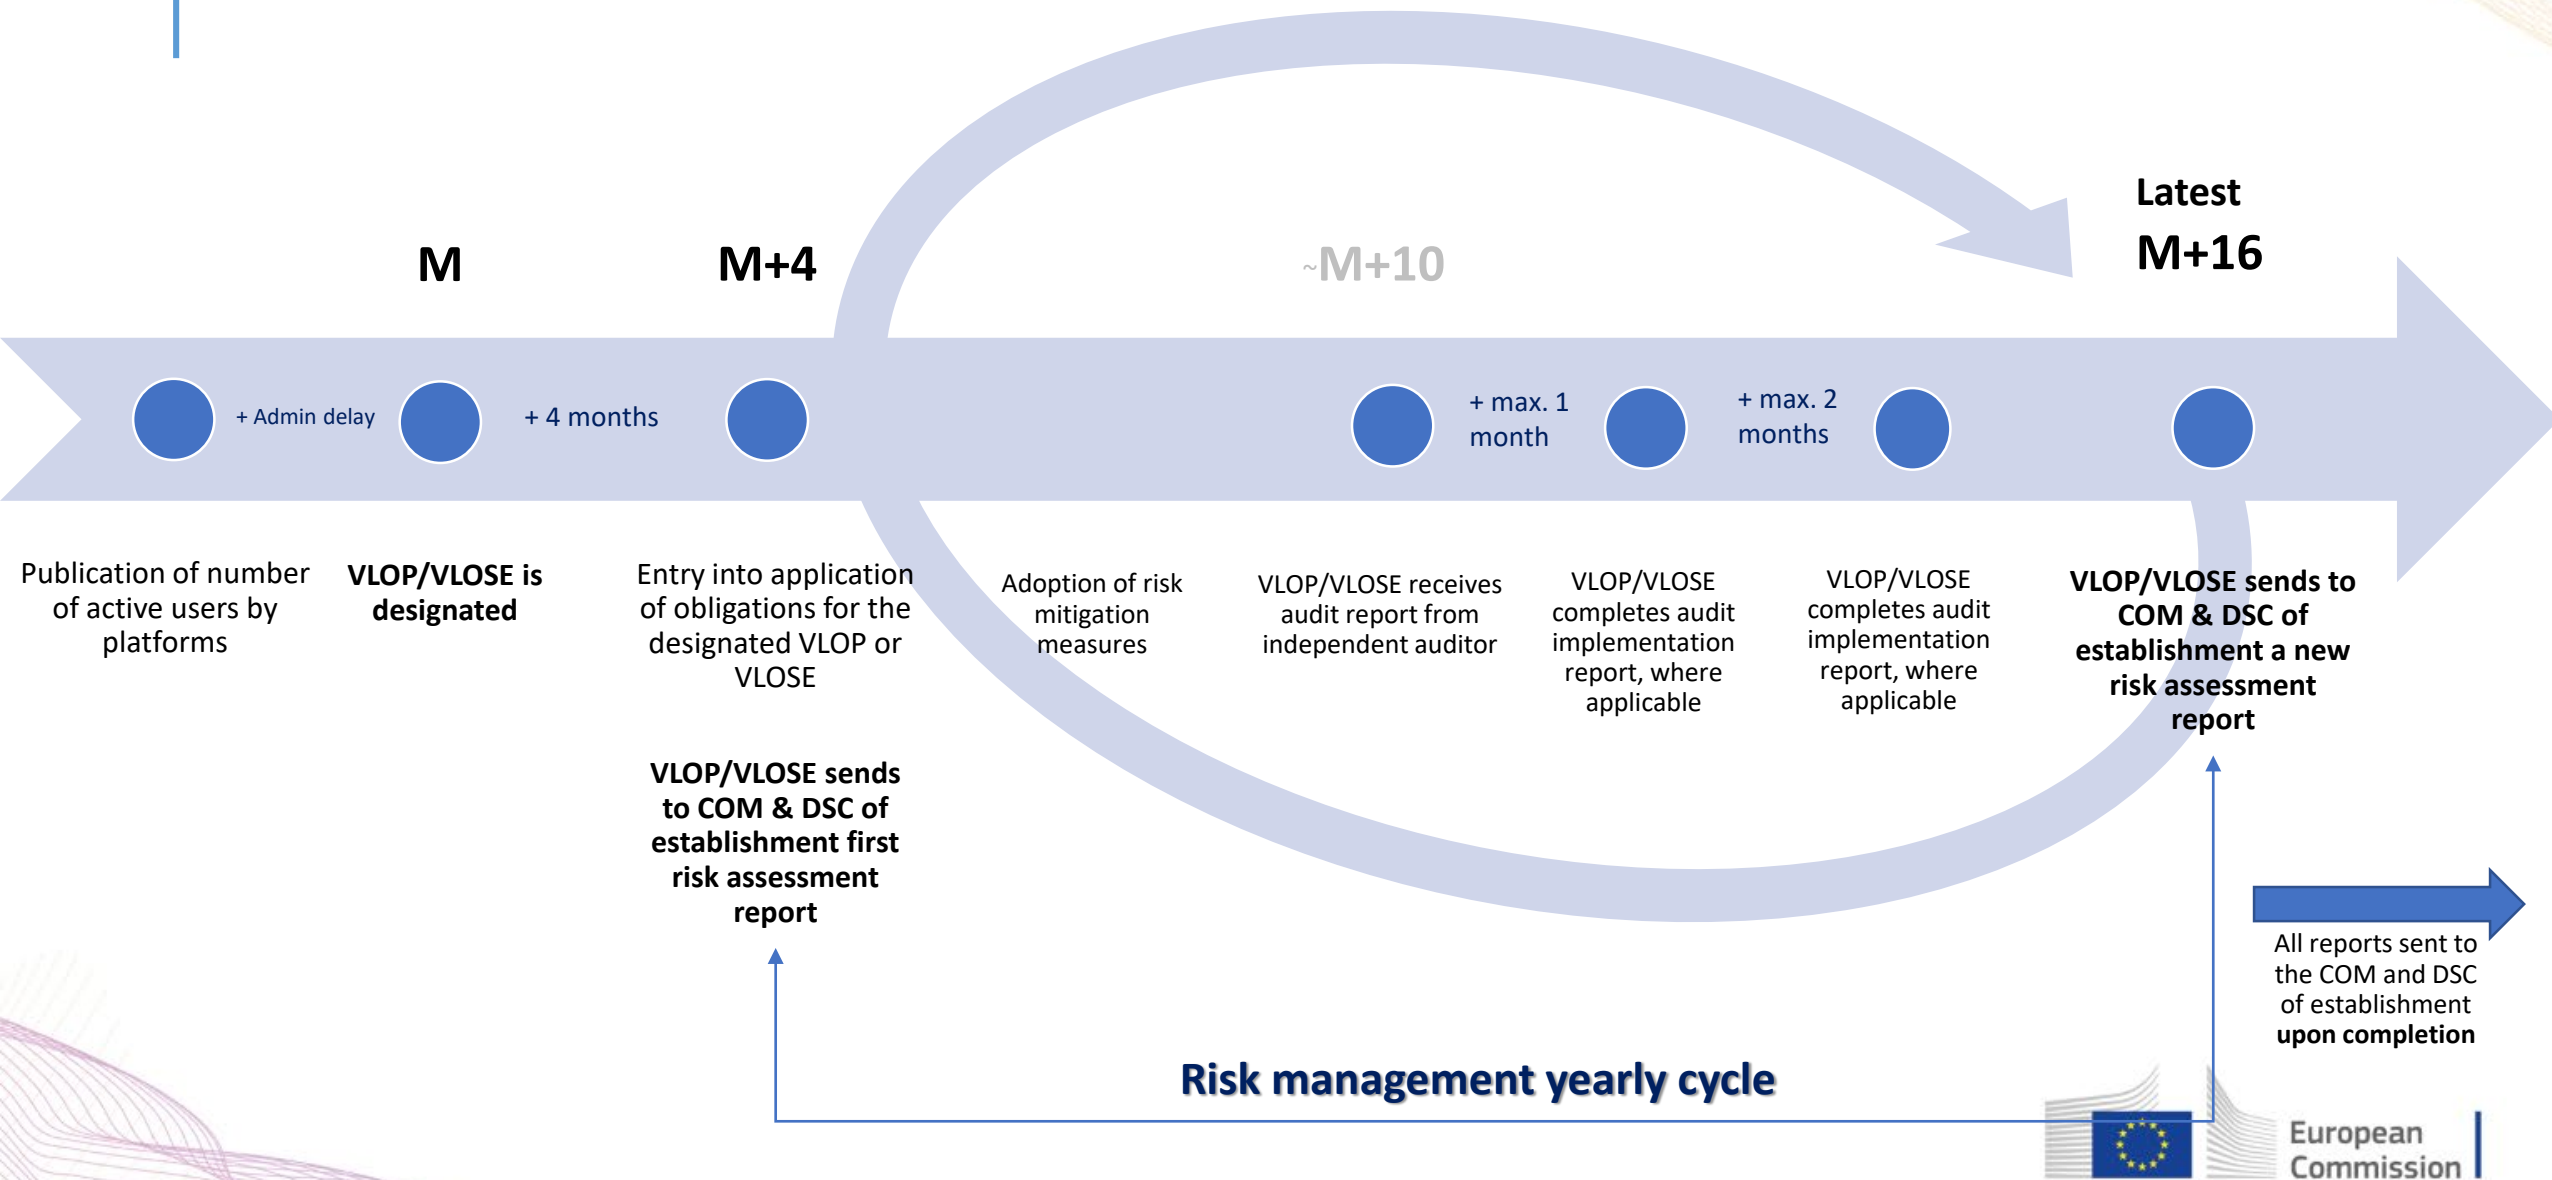 Latest
M
M+4
~M+10
M+16
+ Admin delay
+ 4 months
+ max. 1
month
+ max. 2
months
Publication of number
of active users by
platforms
VLOP/VLOSE is
designated
Entry into application
of obligations for the
designated VLOP or
VLOSE
VLOP/VLOSE sends
to COM & DSC of
establishment first
risk assessment
report
Adoption of risk
mitigation
measures
VLOP/VLOSE receives
audit report from
independent auditor
VLOP/VLOSE
completes audit
implementation
report, where
applicable
VLOP/VLOSE
completes audit
implementation
report, where
applicable
VLOP/VLOSE sends to
COM & DSC of
establishment a new
risk assessment
report
All reports sent to
the COM and DSC
of establishment
upon completion
Risk management yearly cycle
European
Commission